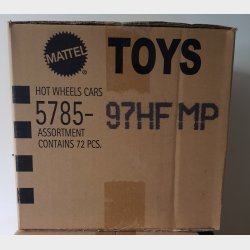 MATTEL® TOYS
HOT WHEELS CARS
5785- 97HF MP
ASSORTMENT
CONTAINS 72 PCS.